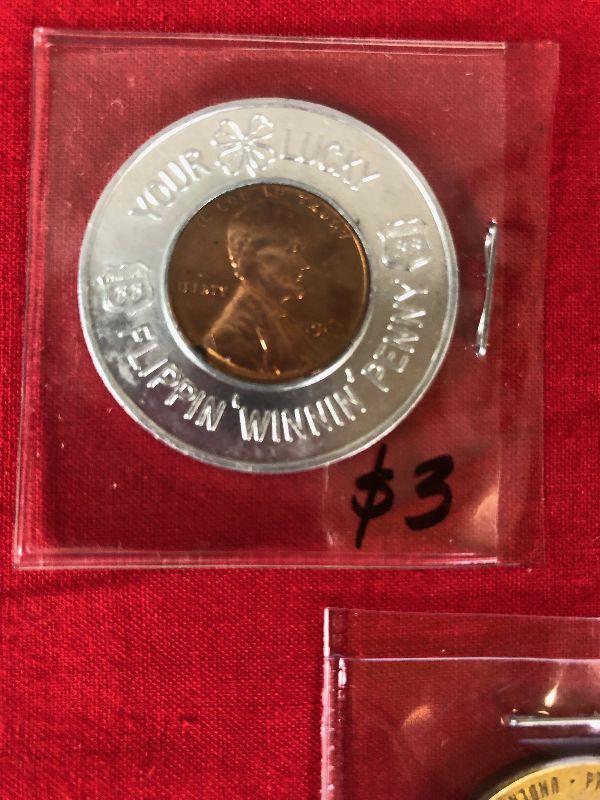 YOUR LUCKY
66
66
FLIPPIN 'WINNIN' PENNY
LIBERTY
$3